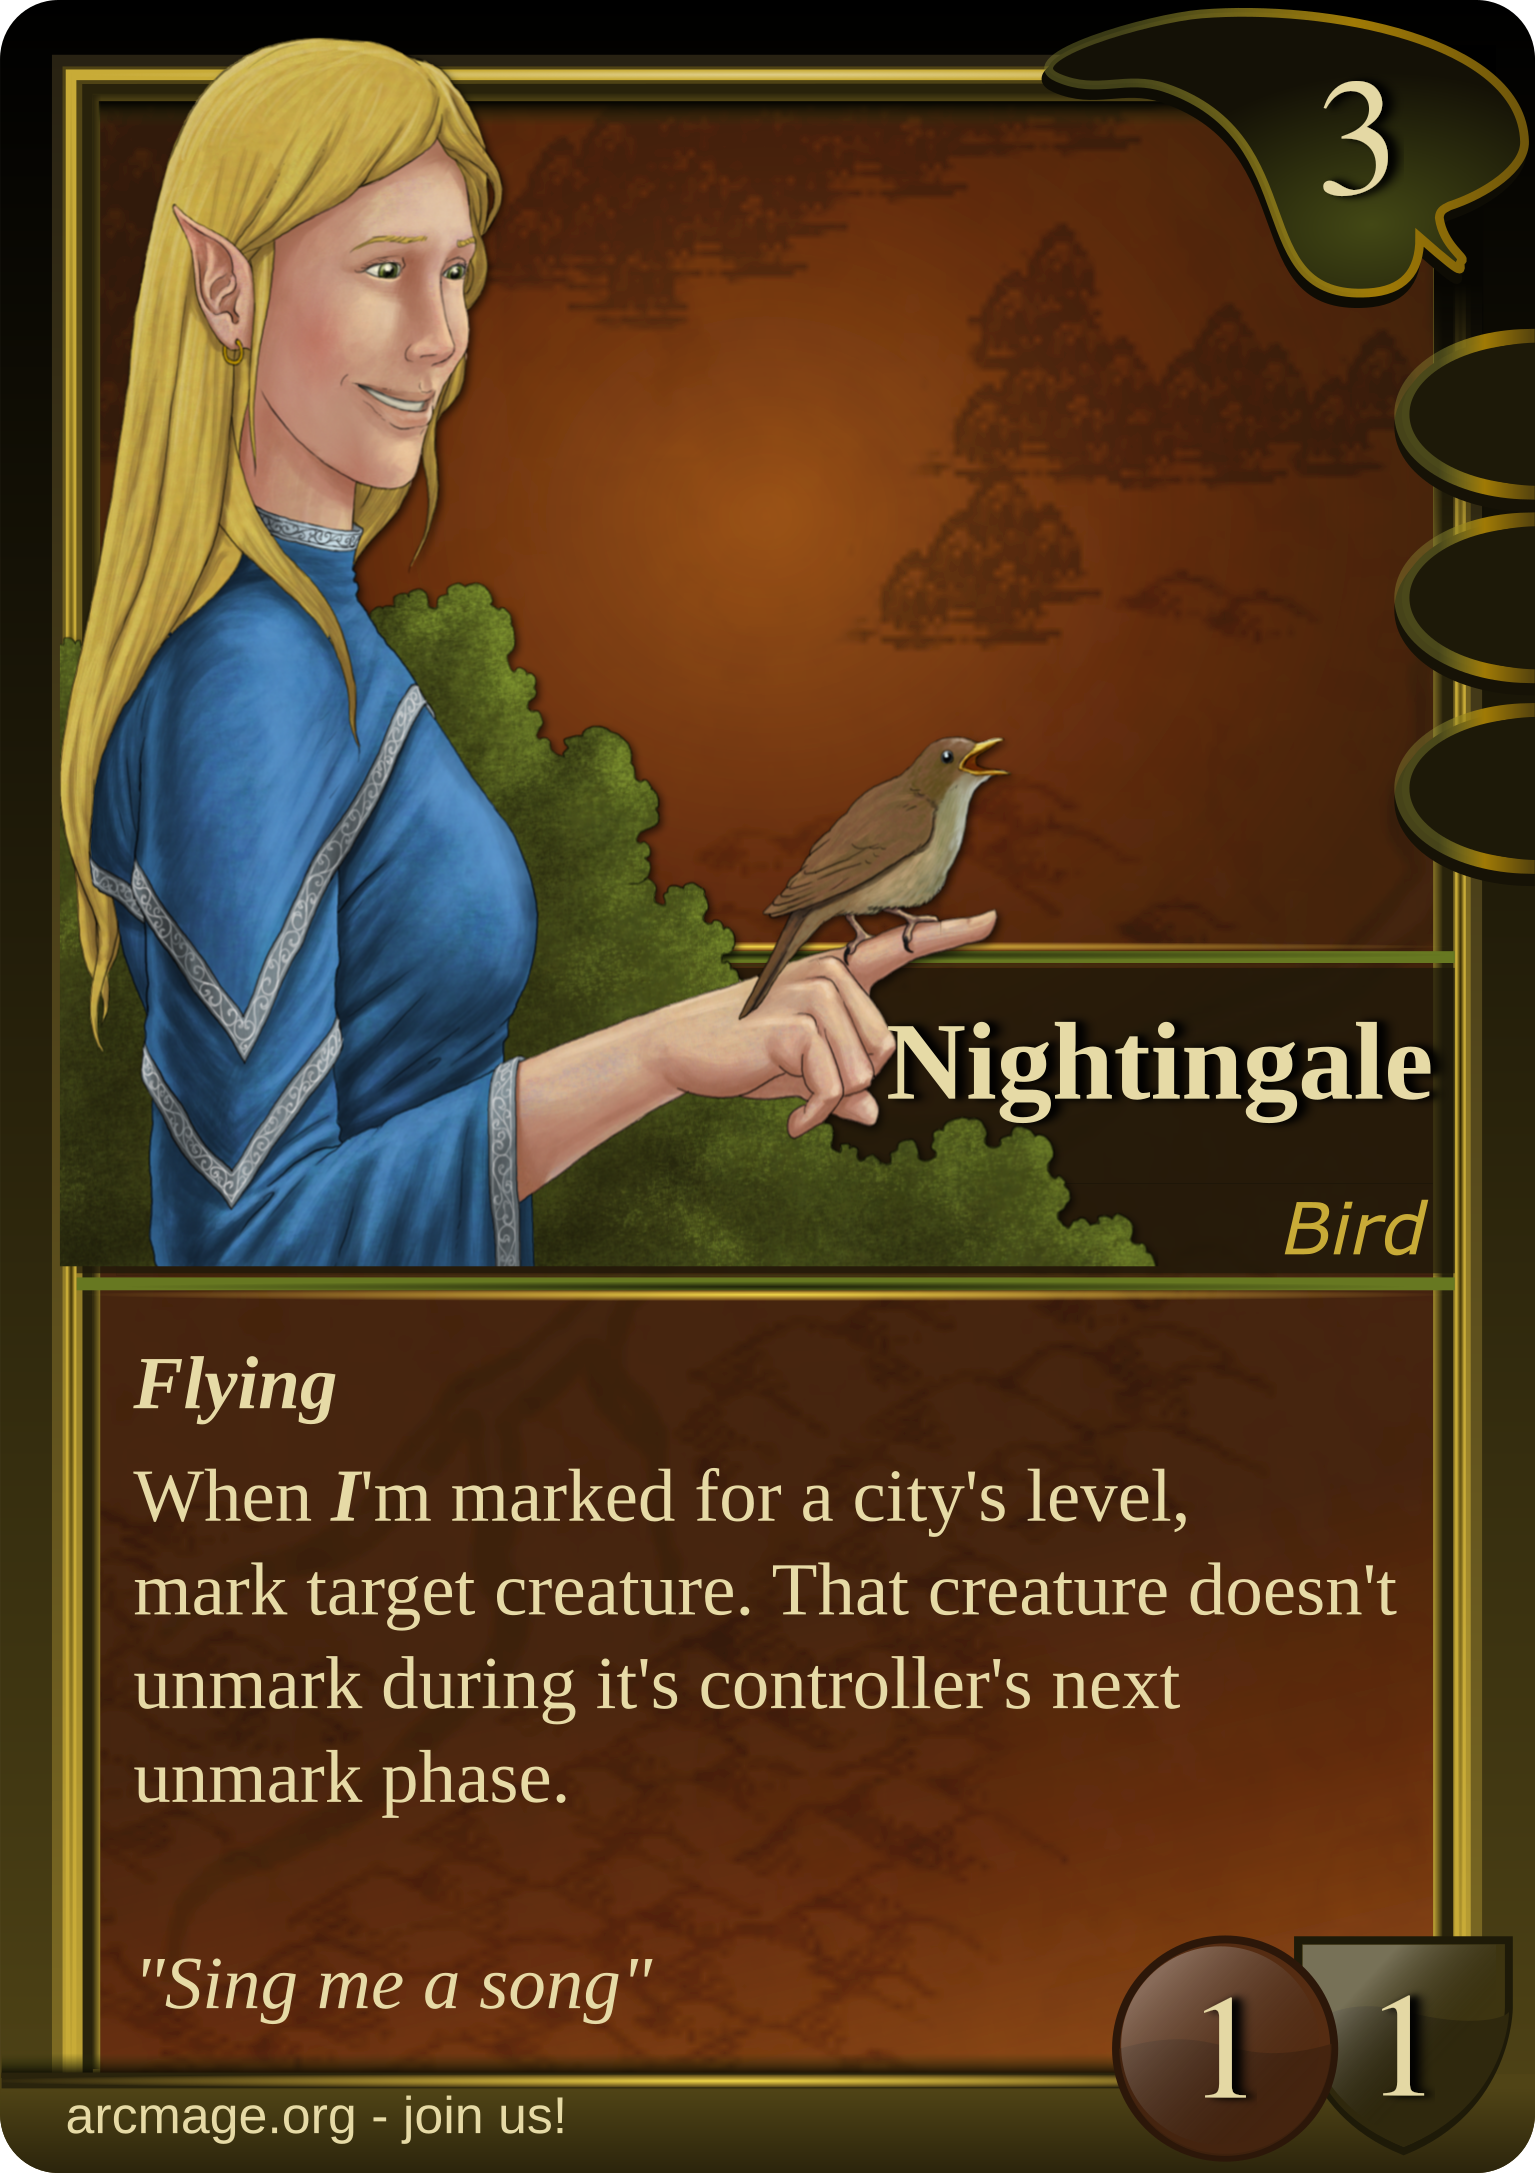 3
Nightingale
Bird
Flying
When I'm marked for a city's level,
mark target creature. That creature doesn't
unmark during it's controller's next
unmark phase.
"Sing me a song"
1 1
arcmage.org - join us!